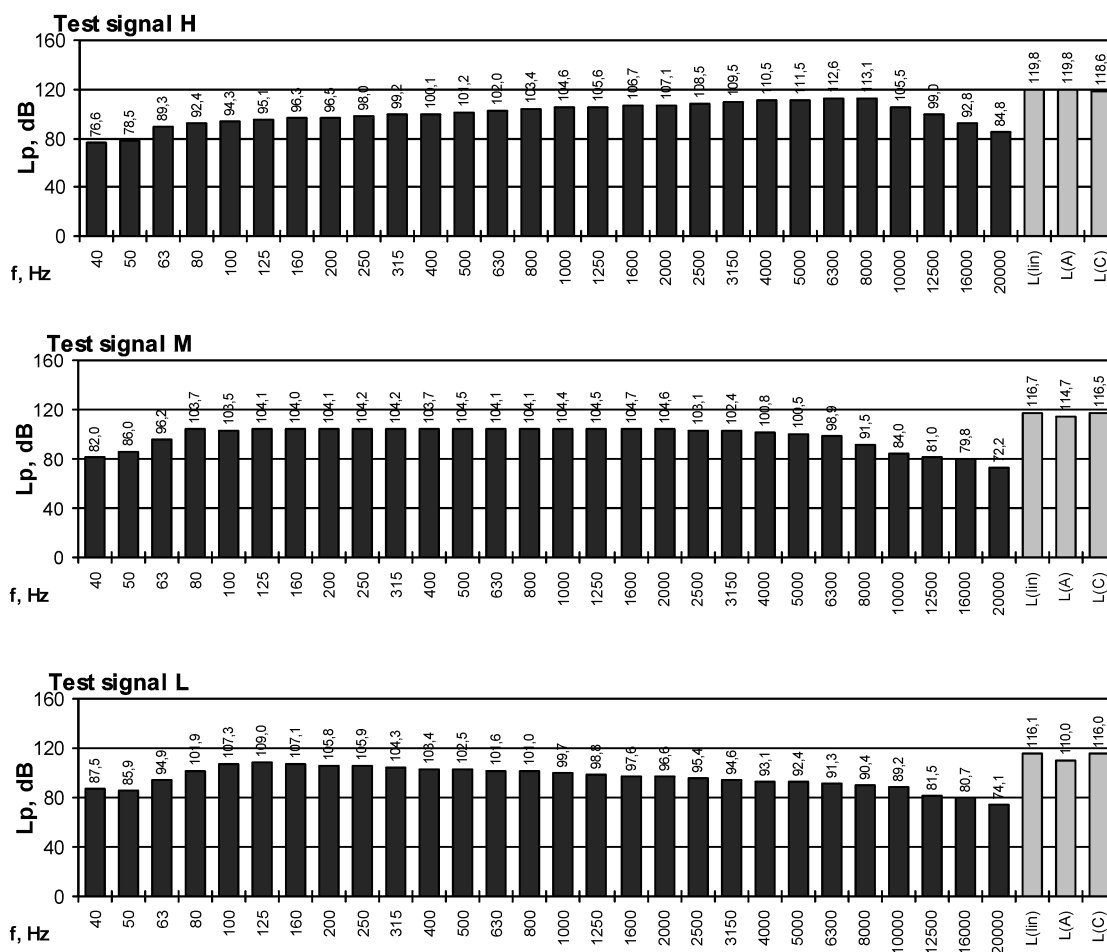 Test signal H
160
120
80
40
0
Lp, dB
76,6 78,5 89,3 92,4 94,3 95,1 96,3 96,5 98,0 99,2 100,1 101,2 102,0 103,4 104,6 105,6 106,7 107,1 108,5 109,5 110,5 111,5 112,6 113,1 105,5 99,0 92,8 84,8 119,8 119,8 118,6
40 50 63 80 100 125 160 200 250 315 400 500 630 800 1000 1250 1600 2000 2500 3150 4000 5000 6300 8000 10000 12500 16000 20000 L(lin) L(A) L(C)
f, Hz
Test signal M
160
120
80
40
0
Lp, dB
82,0 86,0 96,2 103,7 103,5 104,1 104,0 104,1 104,2 104,2 103,7 104,5 104,1 104,1 104,4 104,5 104,7 104,6 103,1 102,4 100,8 100,5 98,9 91,5 84,0 81,0 79,8 72,2 116,7 114,7 116,5
40 50 63 80 100 125 160 200 250 315 400 500 630 800 1000 1250 1600 2000 2500 3150 4000 5000 6300 8000 10000 12500 16000 20000 L(lin) L(A) L(C)
f, Hz
Test signal L
160
120
80
40
0
Lp, dB
87,5 85,9 94,9 101,9 107,3 109,0 107,1 105,8 105,9 104,3 103,4 102,5 101,6 101,0 99,7 98,8 97,6 96,6 95,4 94,6 93,1 92,4 91,3 90,4 89,2 81,5 80,7 74,1 116,1 110,0 116,0
40 50 63 80 100 125 160 200 250 315 400 500 630 800 1000 1250 1600 2000 2500 3150 4000 5000 6300 8000 10000 12500 16000 20000 L(lin) L(A) L(C)
f, Hz